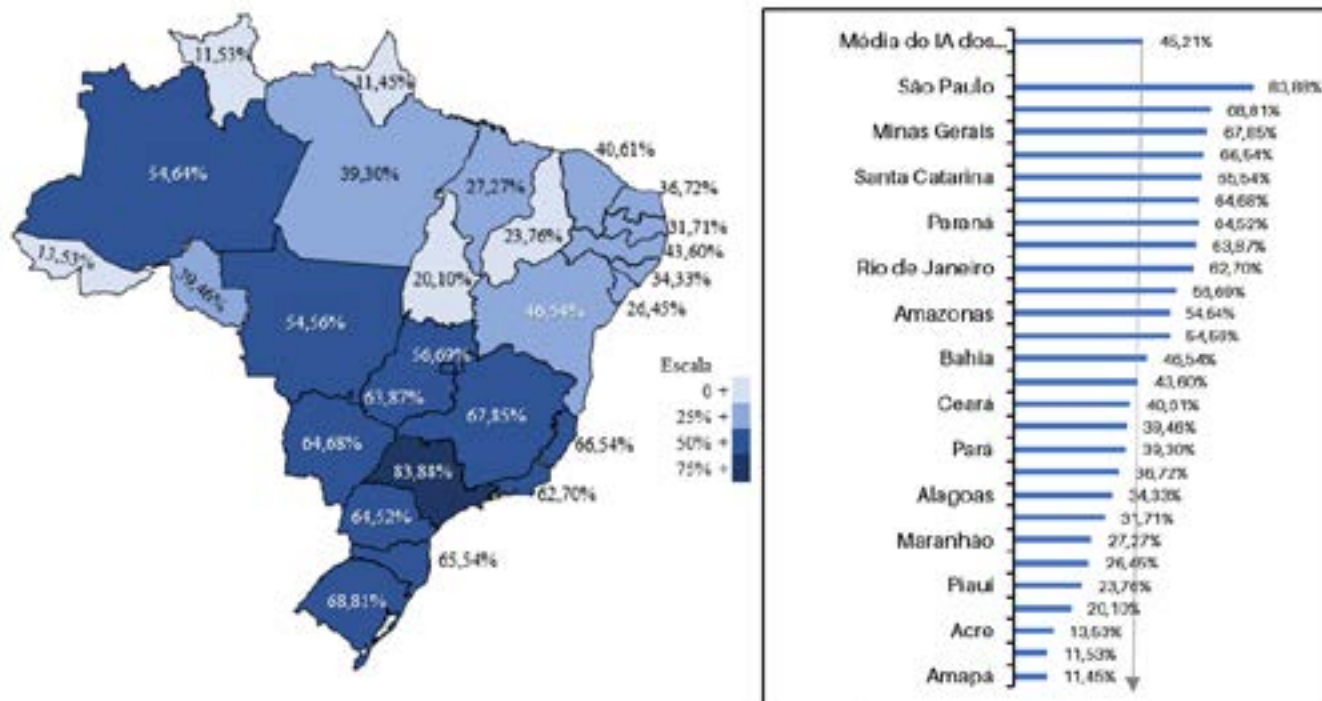 11,53%
11,45%
40,61%
54,64%
39,30%
27,27%
36,72%
31,71%
23,76%
43,60%
13,53%
39,46%
20,10%
34,33%
46,54%
26,45%
54,56%
56,69%
Escala
0 +
25% +
50% +
75% +
63,87%
67,85%
64,68%
66,54%
83,88%
62,70%
64,52%
65,54%
68,81%
Média do IA dos... 45,21%
São Paulo 83,88%
68,81%
Minas Gerais 67,85%
66,54%
Santa Catarina 65,54%
64,68%
Paraná 64,52%
63,87%
Rio de Janeiro 62,70%
56,69%
Amazonas 54,64%
54,56%
Bahia 46,54%
43,60%
Ceará 40,61%
39,46%
Pará 39,30%
36,72%
Alagoas 34,33%
31,71%
Maranhão 27,27%
26,45%
Piauí 23,76%
20,10%
Acre 13,53%
11,53%
Amapá 11,45%